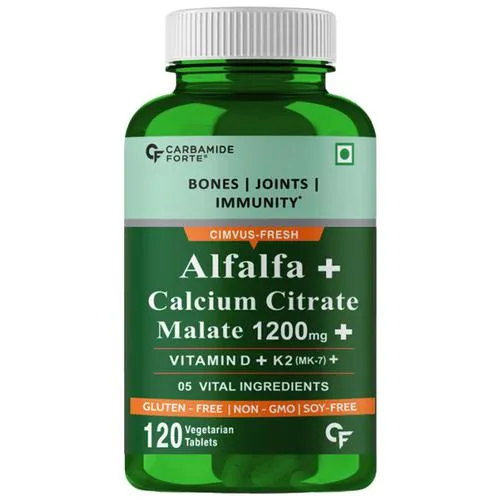 CF CARBAMIDE
FORTE®
BONES | JOINTS |
IMMUNITY*
CIMVUS-FRESH
Alfalfa +
Calcium Citrate
Malate 1200mg +
VITAMIN D + K2 (MK-7) +
05 VITAL INGREDIENTS
GLUTEN - FREE | NON - GMO | SOY-FREE
120 Vegetarian
Tablets
CF